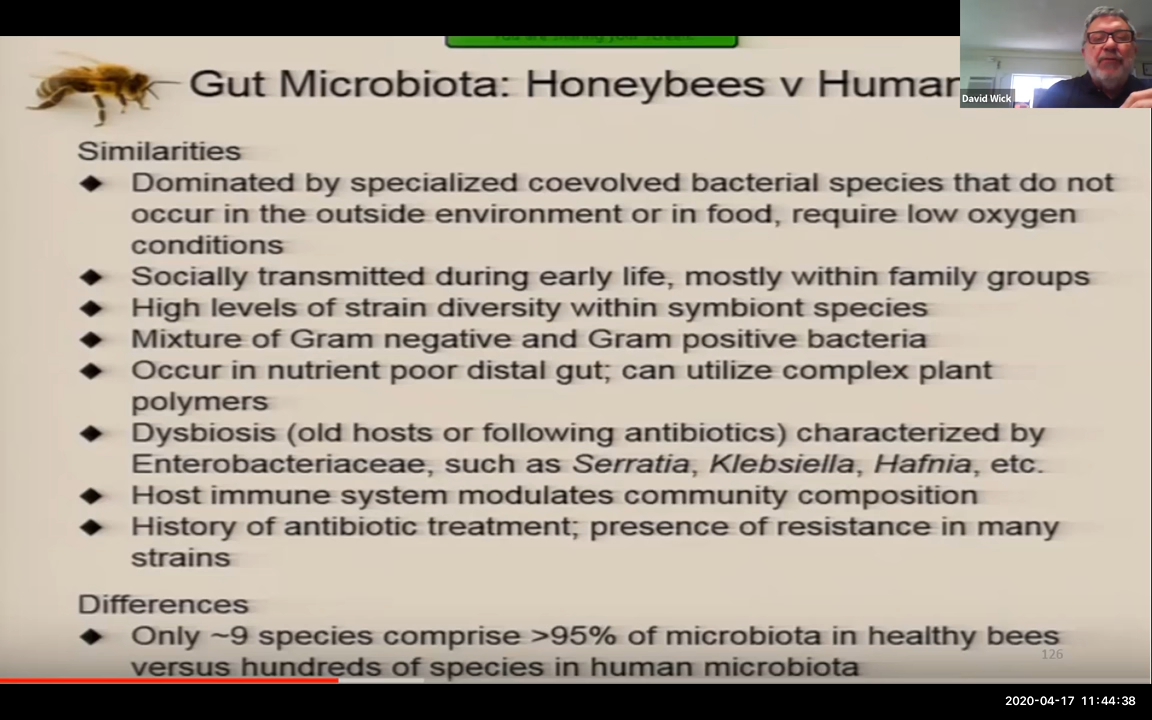 You are sharing your screen
Gut Microbiota: Honeybees v Human
David Wick
Similarities
◆ Dominated by specialized coevolved bacterial species that do not
occur in the outside environment or in food, require low oxygen
conditions
◆ Socially transmitted during early life, mostly within family groups
◆ High levels of strain diversity within symbiont species
◆ Mixture of Gram negative and Gram positive bacteria
◆ Occur in nutrient poor distal gut; can utilize complex plant
polymers
◆ Dysbiosis (old hosts or following antibiotics) characterized by
Enterobacteriaceae, such as Serratia, Klebsiella, Hafnia, etc.
◆ Host immune system modulates community composition
◆ History of antibiotic treatment; presence of resistance in many
strains
Differences
◆ Only ~9 species comprise >95% of microbiota in healthy bees
versus hundreds of species in human microbiota
126
2020-04-17 11:44:38